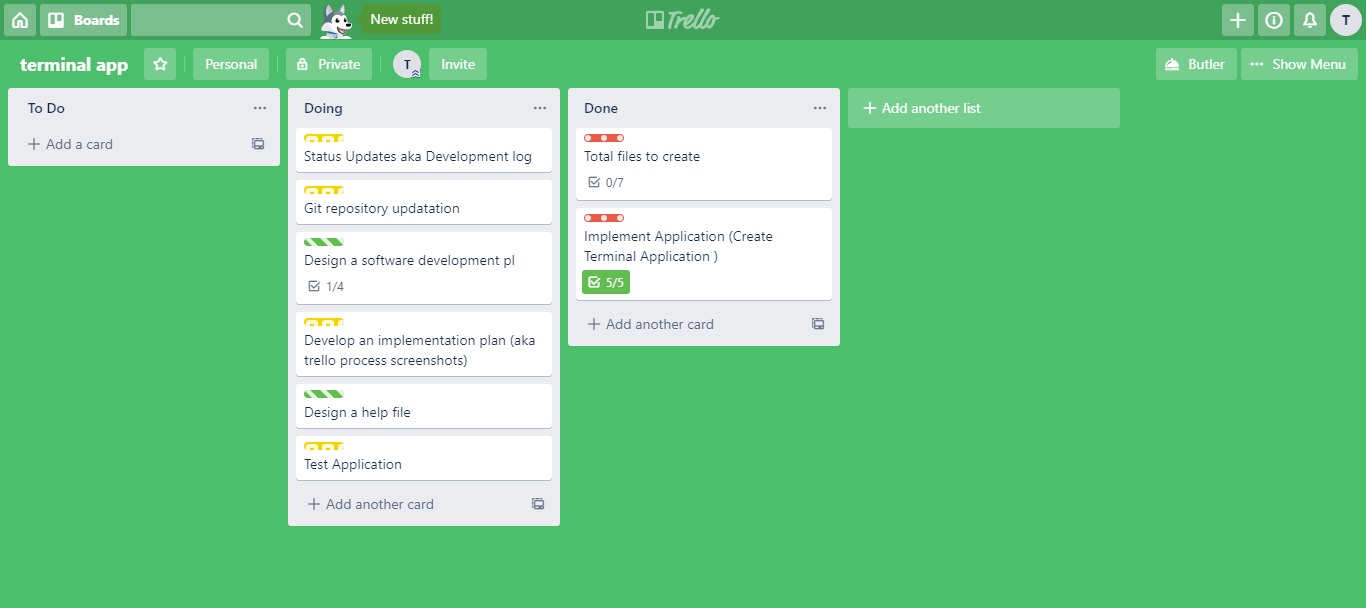 Boards
New stuff!
Trello
T
terminal app
Personal
Private
T
Invite
Butler
Show Menu
To Do
Add a card
Doing
Status Updates aka Development log
Git repository updatation
Design a software development pl
1/4
Develop an implementation plan (aka
trello process screenshots)
Design a help file
Test Application
Add another card
Done
Total files to create
0/7
Implement Application (Create
Terminal Application )
5/5
Add another card
Add another list